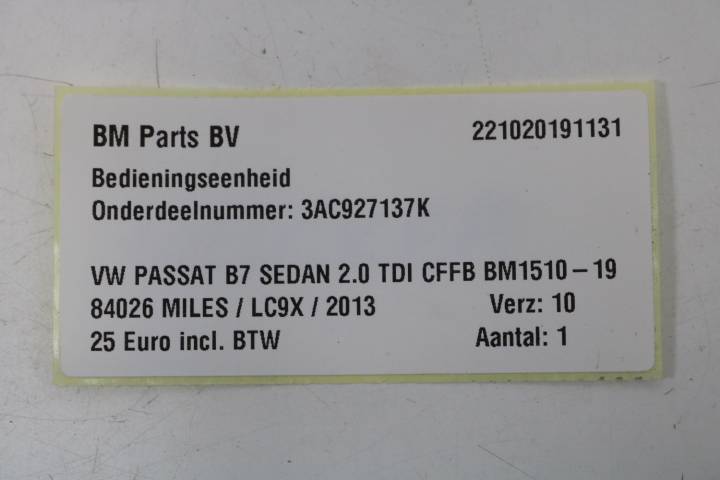 BM Parts BV 221020191131
Bedieningseenheid
Onderdeelnummer: 3AC927137K
VW PASSAT B7 SEDAN 2.0 TDI CFFB BM1510-19
84026 MILES / LC9X / 2013 Verz: 10
25 Euro incl. BTW Aantal: 1